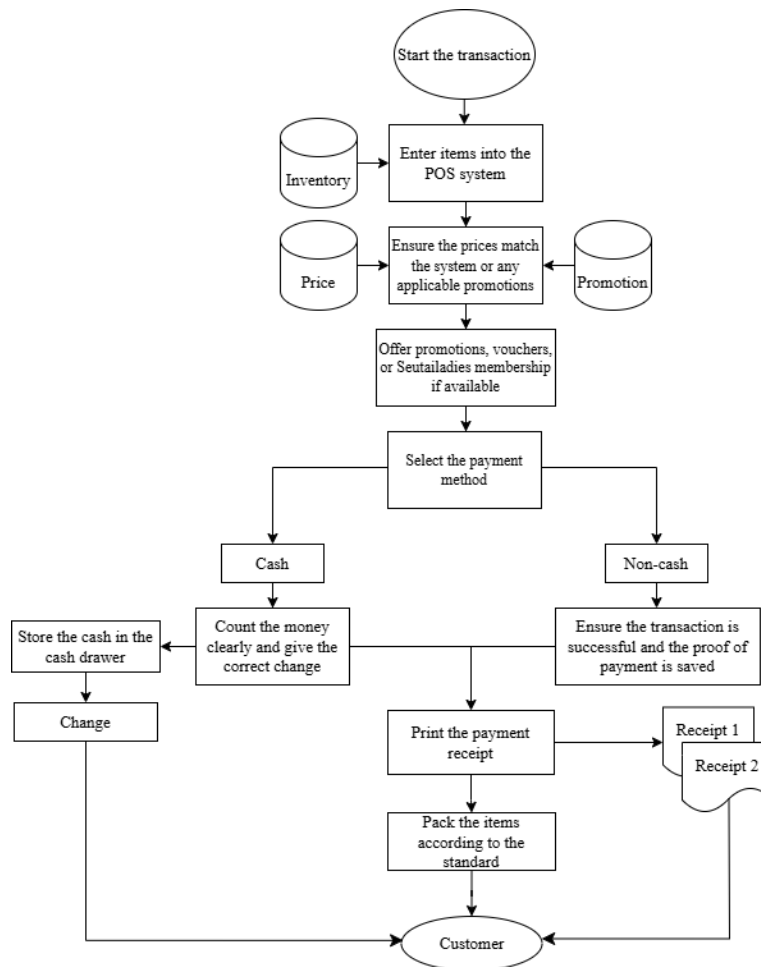 Start the transaction
Enter items into the
POS system
Inventory
Ensure the prices match
the system or any
applicable promotions
Price
Promotion
Offer promotions, vouchers,
or Seutailadies membership
if available
Select the payment
method
Cash
Non-cash
Store the cash in the
cash drawer
Count the money
clearly and give the
correct change
Ensure the transaction is
successful and the proof of
payment is saved
Change
Print the payment
receipt
Receipt 1
Receipt 2
Pack the items
according to the
standard
Customer